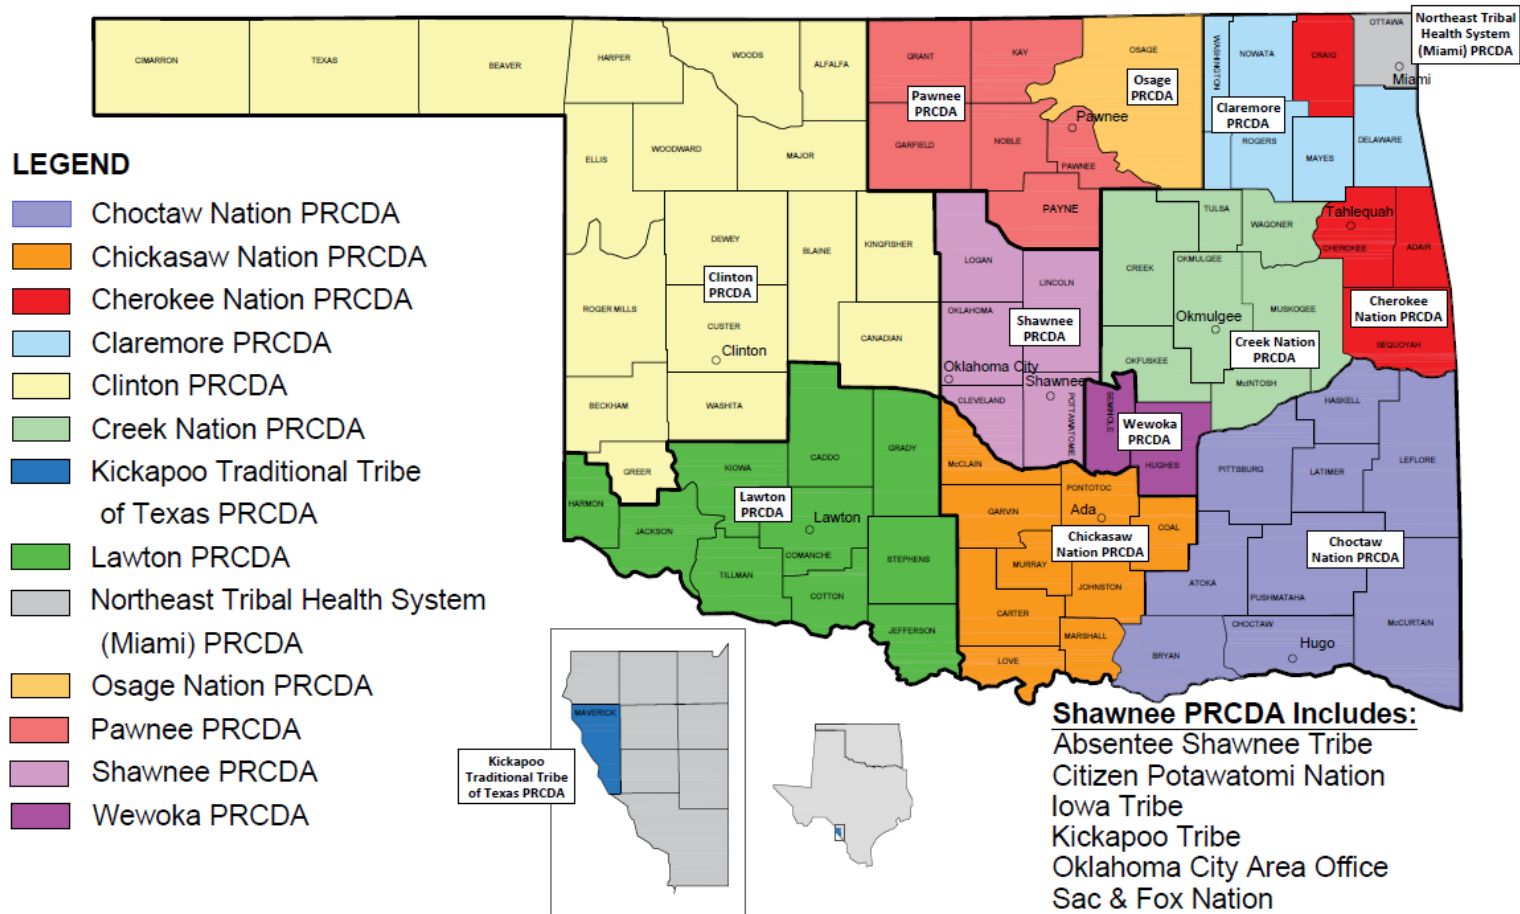 CIMARRON
TEXAS
BEAVER
HARPER
WOODS
ALFALFA
GRANT
KAY
OSAGE
WASHINGTON
NOWATA
CRAIG
OTTAWA
Miami
Northeast Tribal
Health System
(Miami) PRCDA
Pawnee
PRCDA
Osage
PRCDA
Claremore
PRCDA
Pawnee
GARFIELD
NOBLE
PAWNEE
ROGERS
MAYES
DELAWARE
ELLIS
WOODWARD
MAJOR
PAYNE
TULSA
WAGONER
Tahlequah
CHEROKEE
ADAIR
DEWEY
BLAINE
KINGFISHER
LOGAN
LINCOLN
CREEK
OKMULGEE
MUSKOGEE
Clinton
PRCDA
ROGER MILLS
CUSTER
Clinton
CANADIAN
OKLAHOMA
Shawnee
PRCDA
Okmulgee
Creek Nation
PRCDA
Cherokee
Nation PRCDA
SEQUOYAH
Oklahoma City
Shawnee
OKFUSKEE
McINTOSH
BECKHAM
WASHITA
CLEVELAND
POTTAWATOMIE
SEMINOLE
Wewoka
PRCDA
HUGHES
HASKELL
LEFLORE
LATIMER
PITTSBURG
GREER
KIOWA
CADDO
GRADY
McCLAIN
PONTOTOC
HARMON
JACKSON
Lawton
PRCDA
Lawton
COMANCHE
GARVIN
Ada
COAL
Chickasaw
Nation PRCDA
Choctaw
Nation PRCDA
TILLMAN
COTTON
STEPHENS
MURRAY
JOHNSTON
ATOKA
PUSHMATAHA
JEFFERSON
CARTER
MARSHALL
LOVE
BRYAN
CHOCTAW
Hugo
McCURTAIN
LEGEND
Choctaw Nation PRCDA
Chickasaw Nation PRCDA
Cherokee Nation PRCDA
Claremore PRCDA
Clinton PRCDA
Creek Nation PRCDA
Kickapoo Traditional Tribe
of Texas PRCDA
Lawton PRCDA
Northeast Tribal Health System
(Miami) PRCDA
Osage Nation PRCDA
Pawnee PRCDA
Shawnee PRCDA
Wewoka PRCDA
MAVERICK
Kickapoo
Traditional Tribe
of Texas PRCDA
Shawnee PRCDA Includes:
Absentee Shawnee Tribe
Citizen Potawatomi Nation
Iowa Tribe
Kickapoo Tribe
Oklahoma City Area Office
Sac & Fox Nation